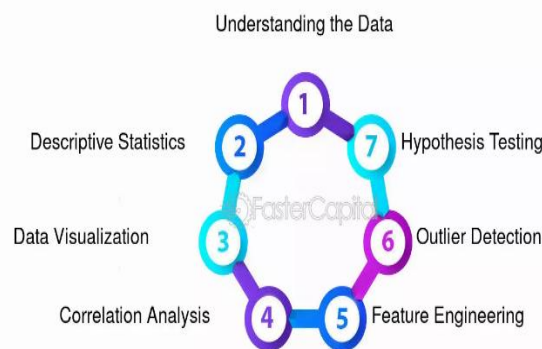 Understanding the Data
1
Descriptive Statistics
2
7
Hypothesis Testing
FasterCapital
Data Visualization
3
6
Outlier Detection
Correlation Analysis
4
5
Feature Engineering